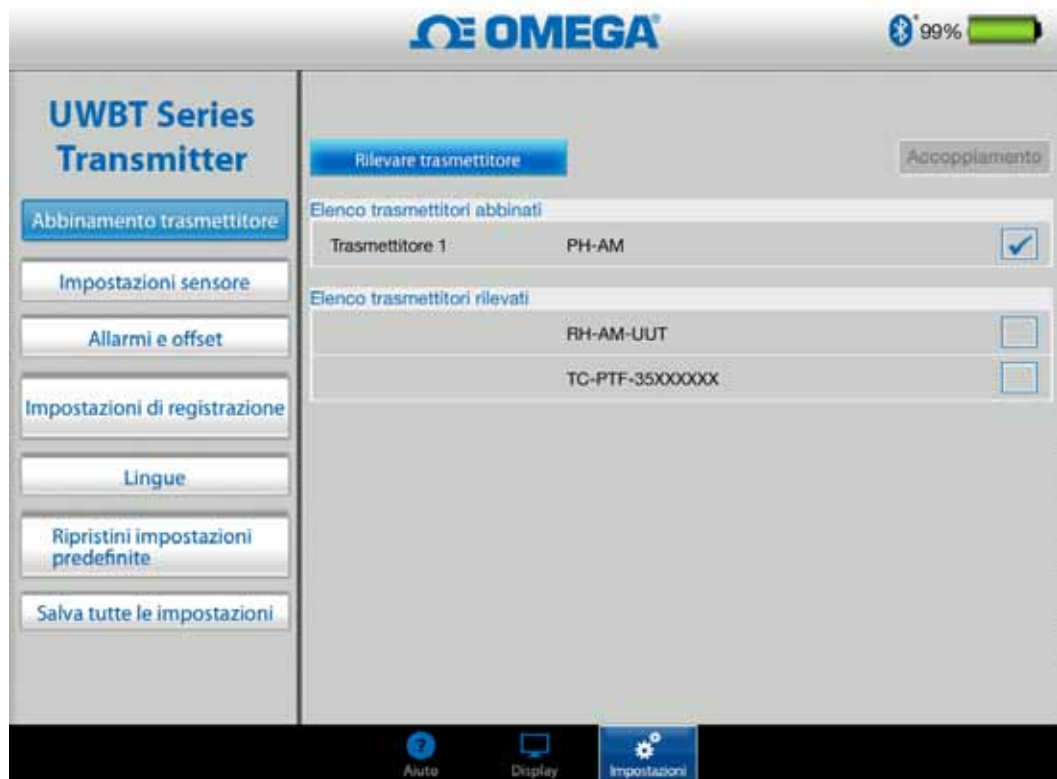 OMEGA
99%
UWBT Series
Transmitter
Abbinamento trasmettitore
Impostazioni sensore
Allarmi e offset
Impostazioni di registrazione
Lingue
Ripristini impostazioni
predefinite
Salva tutte le impostazioni
Rilevare trasmettitore
Accoppiamento
Elenco trasmettitori abbinati
Trasmettitore 1 PH-AM
Elenco trasmettitori rilevati
RH-AM-UUT
TC-PTF-35XXXXXX
Aiuto
Display
Impostazioni